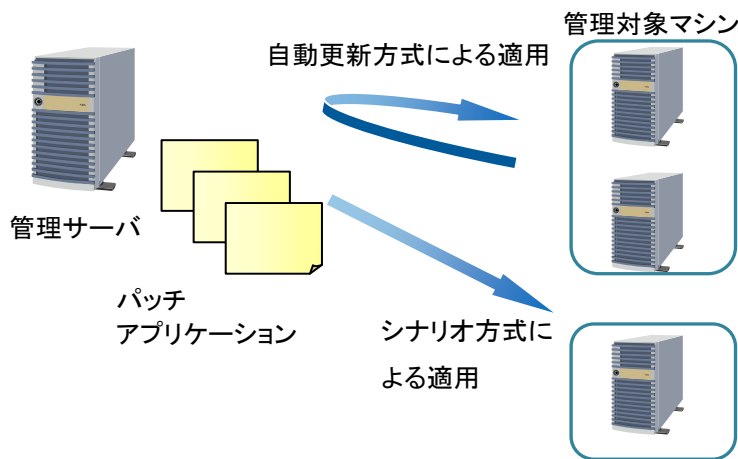 管理対象マシン
自動更新方式による適用
管理サーバ
パッチ
アプリケーション
シナリオ方式に
よる適用